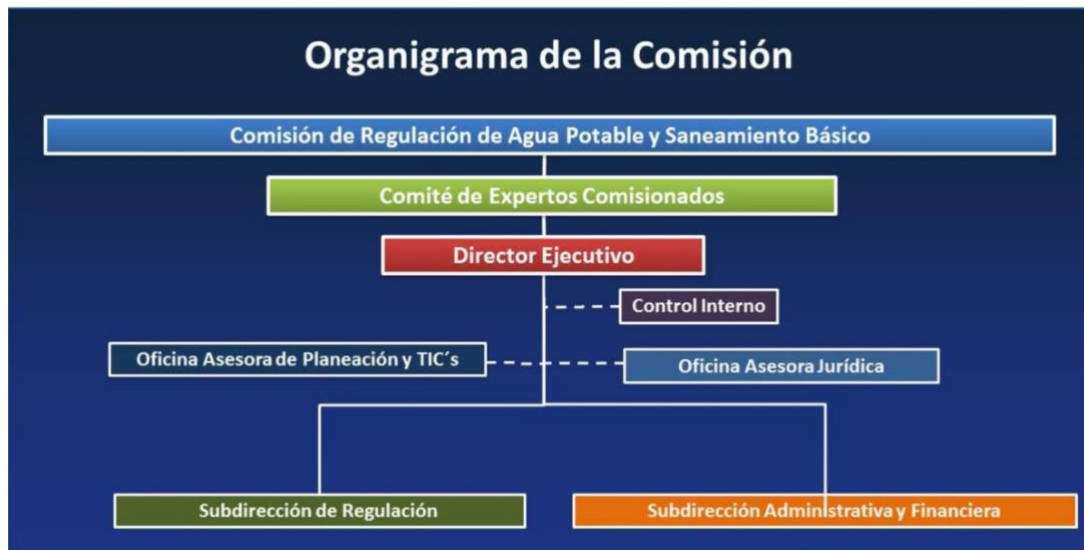 Organigrama de la Comisión
Comisión de Regulación de Agua Potable y Saneamiento Básico
Comité de Expertos Comisionados
Director Ejecutivo
Control Interno
Oficina Asesora de Planeación y TIC´s
Oficina Asesora Jurídica
Subdirección de Regulación
Subdirección Administrativa y Financiera